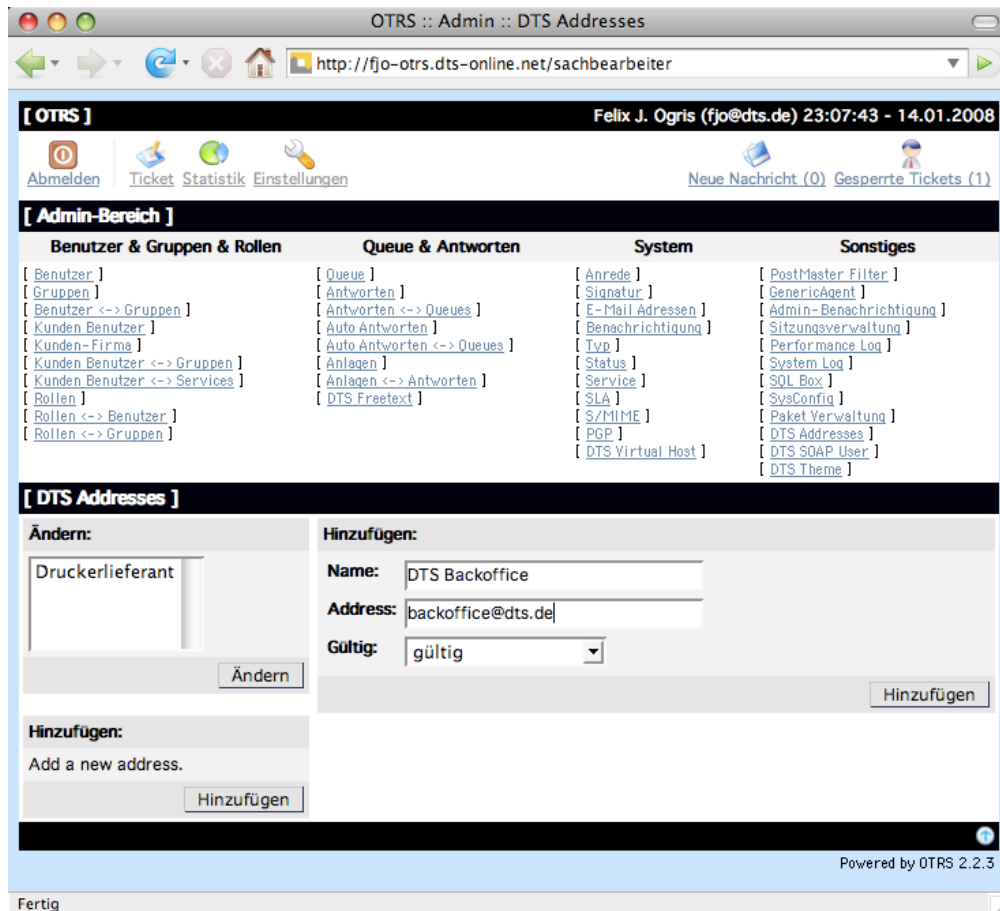 OTRS :: Admin :: DTS Addresses
http://fjo-otrs.dts-online.net/sachbearbeiter
[ OTRS ] Felix J. Ogris (fjo@dts.de) 23:07:43 - 14.01.2008
Abmelden Ticket Statistik Einstellungen Neue Nachricht (0) Gesperrte Tickets (1)
[ Admin-Bereich ]
Benutzer & Gruppen & Rollen Queue & Antworten System Sonstiges
[ Benutzer ] [ Queue ] [ Anrede ] [ PostMaster Filter ]
[ Gruppen ] [ Antworten ] [ Signatur ] [ GenericAgent ]
[ Benutzer <-> Gruppen ] [ Antworten <-> Queues ] [ E-Mail Adressen ] [ Admin-Benachrichtigung ]
[ Kunden Benutzer ] [ Auto Antworten ] [ Benachrichtigung ] [ Sitzungsverwaltung ]
[ Kunden-Firma ] [ Auto Antworten <-> Queues ] [ Typ ] [ Performance Log ]
[ Kunden Benutzer <-> Gruppen ] [ Anlagen ] [ Status ] [ System Log ]
[ Kunden Benutzer <-> Services ] [ Anlagen <-> Antworten ] [ Service ] [ SQL Box ]
[ Rollen ] [ DTS Freetext ] [ SLA ] [ SysConfig ]
[ Rollen <-> Benutzer ] [ S/MIME ] [ Paket Verwaltung ]
[ Rollen <-> Gruppen ] [ PGP ] [ DTS Addresses ]
[ DTS Virtual Host ] [ DTS SOAP User ]
[ DTS Theme ]
[ DTS Addresses ]
Ändern: Hinzufügen:
Druckerlieferant Name: DTS Backoffice
Address: backoffice@dts.de
Gültig: gültig
Ändern
Hinzufügen
Hinzufügen:
Add a new address.
Hinzufügen
Powered by OTRS 2.2.3
Fertig